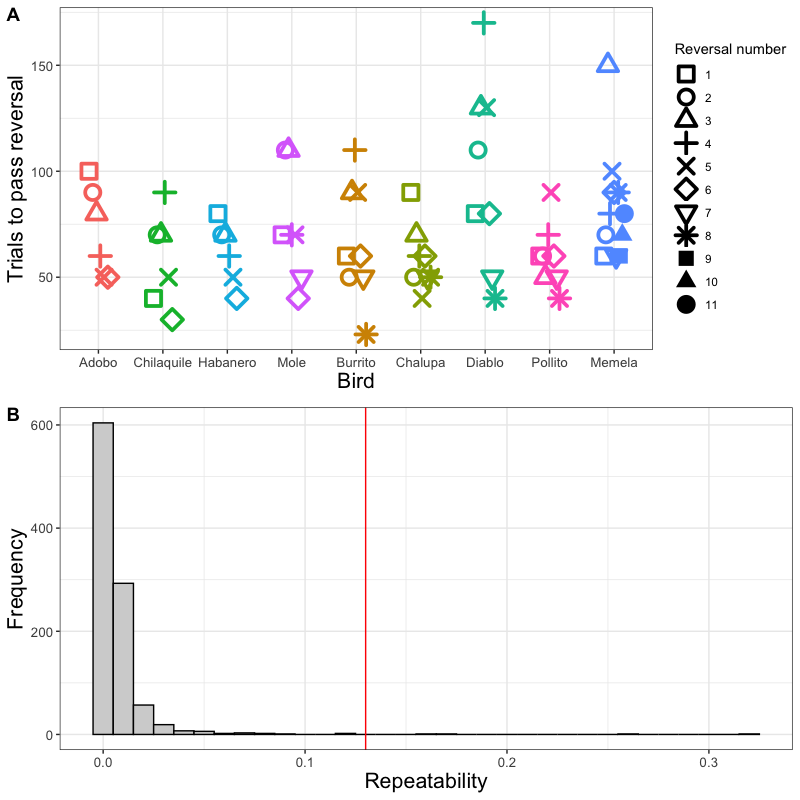 A
Trials to pass reversal
150
100
50
Adobo Chilaquile Habanero Mole Burrito Chalupa Diablo Pollito Memela
Bird
Reversal number
1
2
3
4
5
6
7
8
9
10
11
B
Frequency
600
400
200
0
0.0 0.1 0.2 0.3
Repeatability